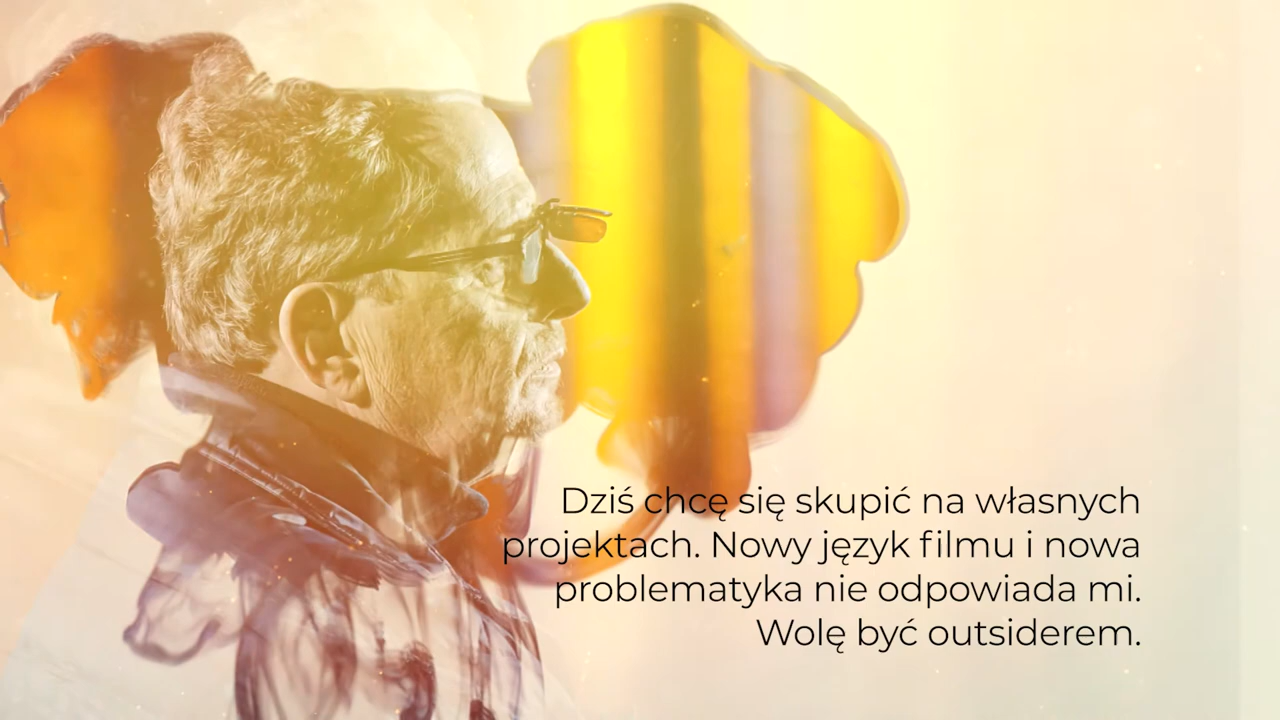 Dziś chcę się skupić na własnych
projektach. Nowy język filmu i nowa
problematyka nie odpowiada mi.
Wolę być outsiderem.